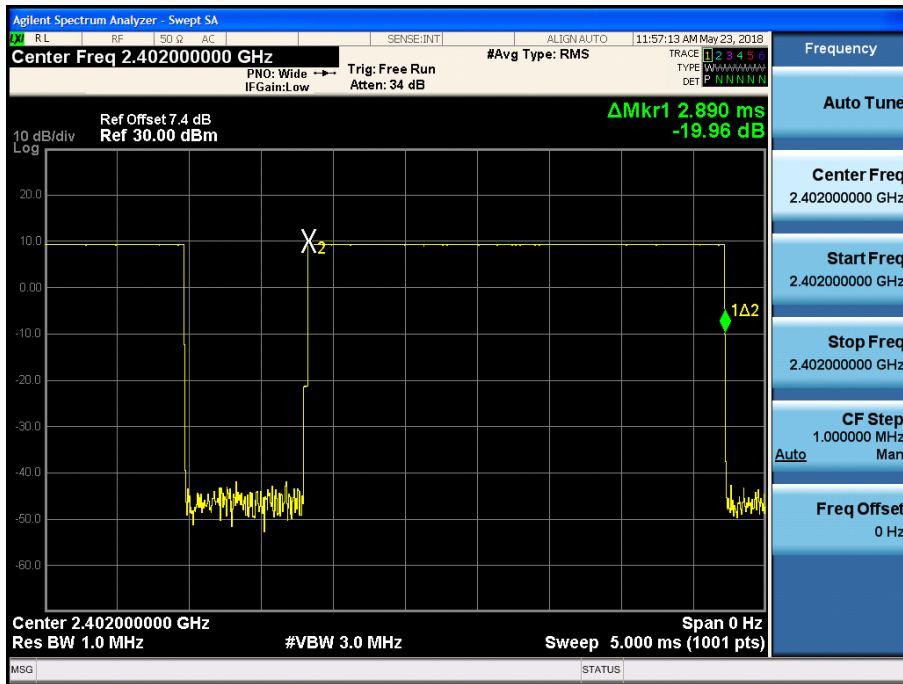 Agilent Spectrum Analyzer - Swept SA
LXI RL RF 50 Ω AC SENSE:INT ALIGN AUTO 11:57:13 AM May 23, 2018
Center Freq 2.402000000 GHz #Avg Type: RMS TRACE 1 2 3 4 5 6
PNO: Wide Trig: Free Run TYPE WWWWWW
IFGain:Low Atten: 34 dB DET P N N N N N
Frequency
Auto Tune
Center Freq
2.402000000 GHz
Start Freq
2.402000000 GHz
Stop Freq
2.402000000 GHz
CF Step
1.000000 MHz
Auto Man
Freq Offset
0 Hz
ΔMkr1 2.890 ms
-19.96 dB
Ref Offset 7.4 dB
10 dB/div Ref 30.00 dBm
Log
20.0
10.0
0.00
-10.0
-20.0
-30.0
-40.0
-50.0
-60.0
X2
1Δ2
Center 2.402000000 GHz Span 0 Hz
Res BW 1.0 MHz #VBW 3.0 MHz Sweep 5.000 ms (1001 pts)
MSG STATUS